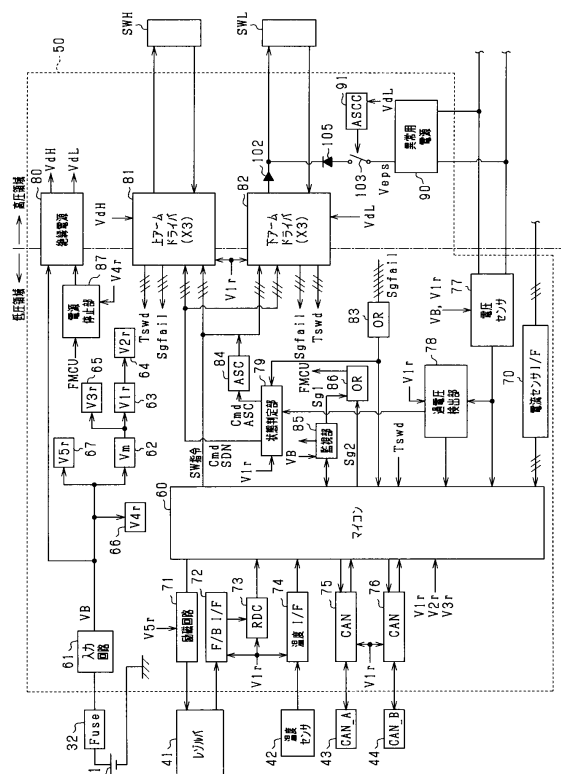 低圧領域 ← → 高圧領域
50
SWH
SWL
80
絶縁電源
VdH
VdL
87
電源停止部
FMCU
V4r
81
VdH
上アームドライバ(X3)
82
下アームドライバ(X3)
VdL
V1r
Tswd
Sgfail
Sgfail
Tswd
102
105
91
ASCC
VdL
103
Veps
異常用電源
90
65
V3r
V2r
64
67
V5r
V1r
63
Vm
62
V4r
66
VB
61
入力回路
32
Fuse
1
84
ASC
Cmd ASC
79
状態判定部
SW指令
Cmd SDN
V1r
83
OR
Sgfail
FMCU
86
OR
Sg1
Sg2
85
監視部
VB
78
過電圧検出部
V1r
77
電圧センサ
VB, V1r
70
電流センサI/F
Tswd
60
マイコン
V1r
V2r
V3r
71
励磁回路
V5r
72
F/B I/F
73
RDC
74
温度 I/F
V1r
75
CAN
76
CAN
V1r
41
レゾルバ
42
温度センサ
43
CAN_A
44
CAN_B